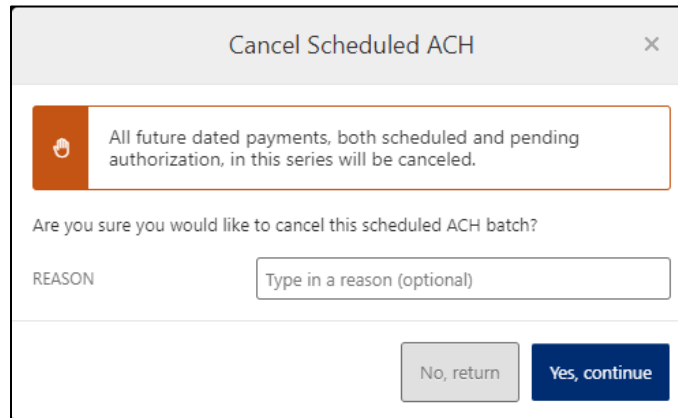 Cancel Scheduled ACH
All future dated payments, both scheduled and pending
authorization, in this series will be canceled.
Are you sure you would like to cancel this scheduled ACH batch?
REASON Type in a reason (optional)
No, return Yes, continue